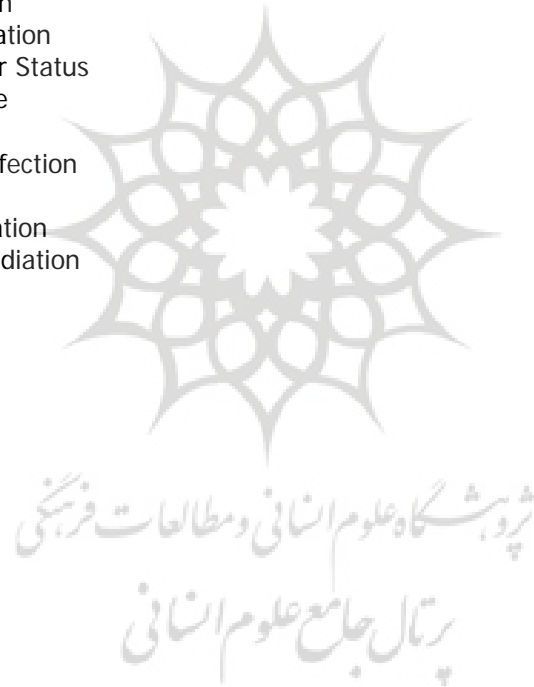 n
ation
r Status
e
fection
ation
diation
پژوهشگاه علوم انسانی و مطالعات فرهنگی
پرتال جامع علوم انسانی